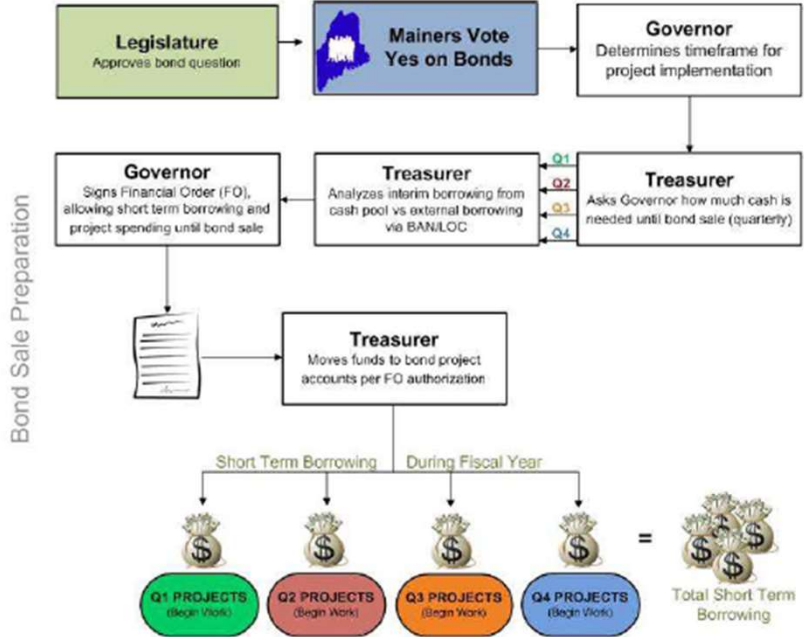 Legislature
Approves bond question
Mainers Vote
Yes on Bonds
Governor
Determines timeframe for
project implementation
Governor
Signs Financial Order (FO),
allowing short term borrowing and
project spending until bond sale
Treasurer
Analyzes interim borrowing from
cash pool vs external borrowing
via BAN/LOC
Q1
Q2
Q3
Q4
Treasurer
Asks Governor how much cash is
needed until bond sale (quarterly)
Bond Sale Preparation
Treasurer
Moves funds to bond project
accounts per FO authorization
Short Term Borrowing During Fiscal Year
$ $ $ $ = $ $ $ $
Q1 PROJECTS
(Begin Work)
Q2 PROJECTS
(Begin Work)
Q3 PROJECTS
(Begin Work)
Q4 PROJECTS
(Begin Work)
Total Short Term
Borrowing